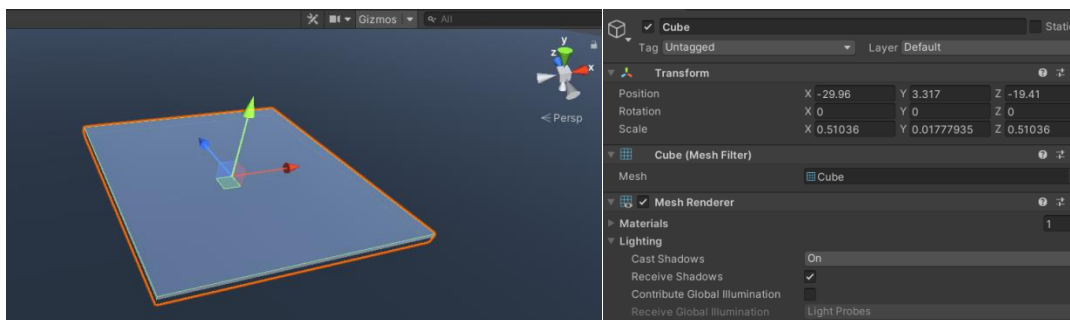 Gizmos All
y
z
x
Persp
Cube Stati
Tag Untagged Layer Default
Transform
Position X -29.96 Y 3.317 Z -19.41
Rotation X 0 Y 0 Z 0
Scale X 0.51036 Y 0.01777935 Z 0.51036
Cube (Mesh Filter)
Mesh Cube
Mesh Renderer
Materials 1
Lighting
Cast Shadows On
Receive Shadows
Contribute Global Illumination
Receive Global Illumination Light Probes